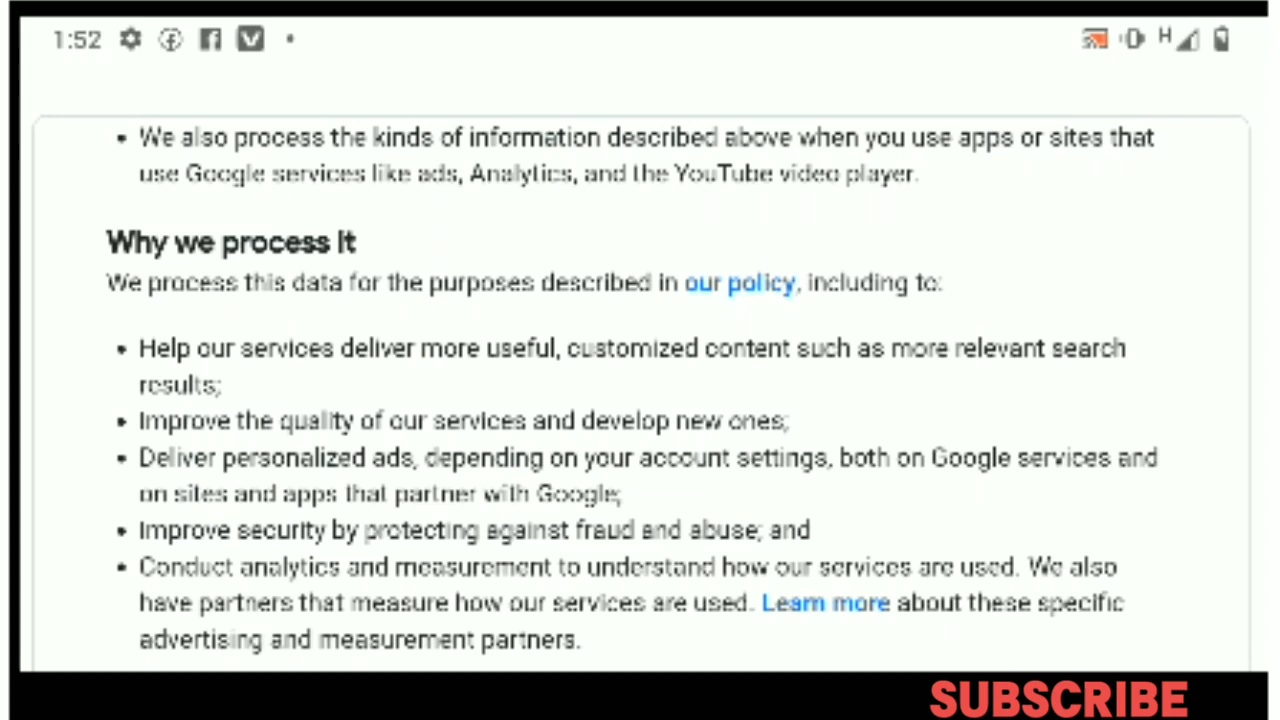 1:52
H
We also process the kinds of information described above when you use apps or sites that
use Google services like ads, Analytics, and the YouTube video player.
Why we process it
We process this data for the purposes described in our policy, including to:
Help our services deliver more useful, customized content such as more relevant search
results;
Improve the quality of our services and develop new ones;
Deliver personalized ads, depending on your account settings, both on Google services and
on sites and apps that partner with Google;
Improve security by protecting against fraud and abuse; and
Conduct analytics and measurement to understand how our services are used. We also
have partners that measure how our services are used. Learn more about these specific
advertising and measurement partners.
SUBSCRIBE